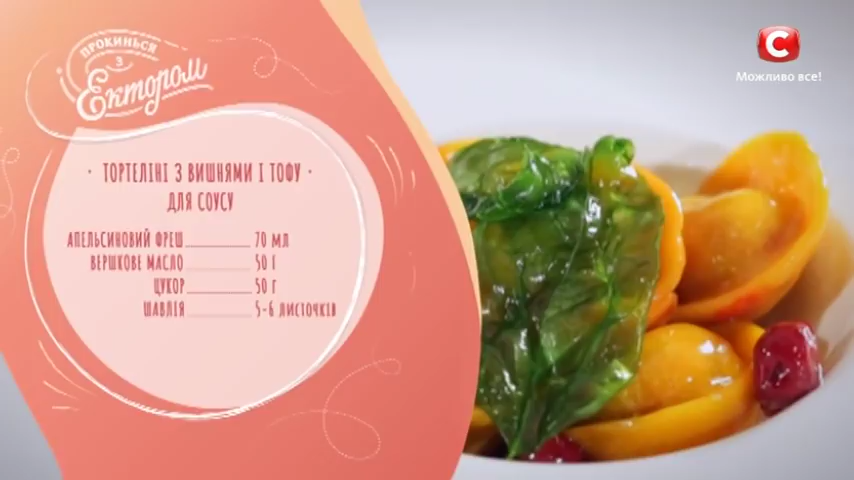 ПРОКИНЬСЯ
З
Ектором
С
Можливо все!
· ТОРТЕЛІНІ З ВИШНЯМИ І ТОФУ ·
ДЛЯ СОУСУ
АПЕЛЬСИНОВИЙ ФРЕШ 70 мл
ВЕРШКОВЕ МАСЛО 50 г
ЦУКОР 50 г
ШАВЛІЯ 5-6 листочків